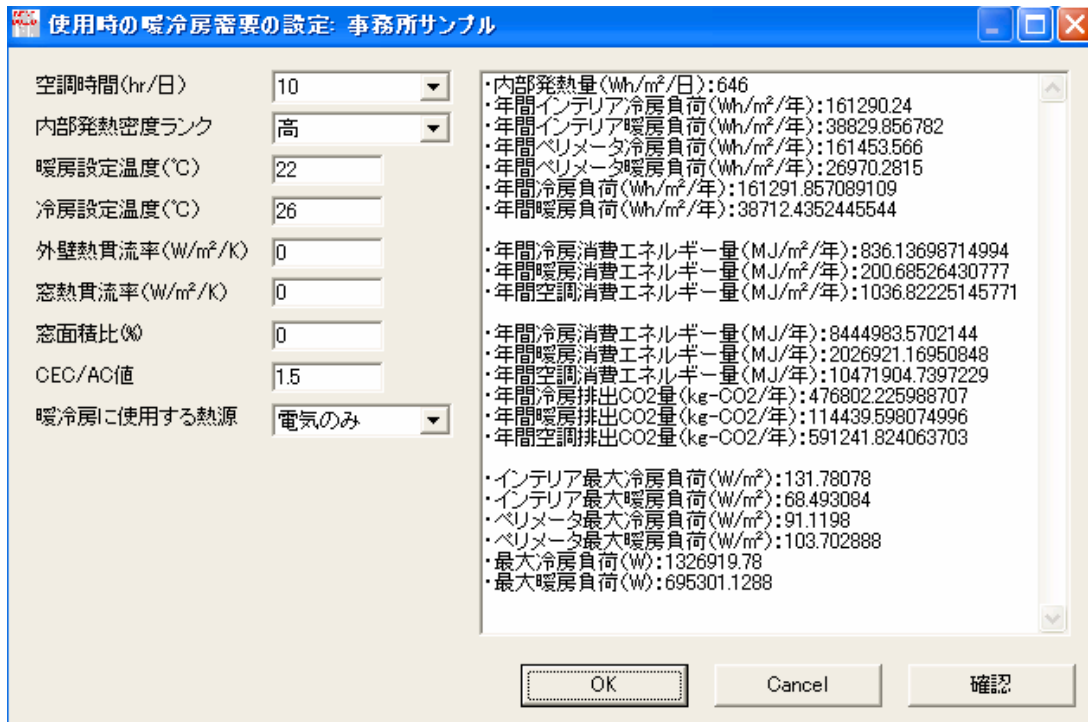 使用時の暖冷房需要の設定: 事務所サンプル
空調時間(hr/日) 10
内部発熱密度ランク 高
暖房設定温度(℃) 22
冷房設定温度(℃) 26
外壁熱貫流率(W/m²/K) 0
窓熱貫流率(W/m²/K) 0
窓面積比(%) 0
CEC/AC値 1.5
暖冷房に使用する熱源 電気のみ
・内部発熱量(Wh/m²/日):646
・年間インテリア冷房負荷(Wh/m²/年):161290.24
・年間インテリア暖房負荷(Wh/m²/年):38829.856782
・年間ペリメータ冷房負荷(Wh/m²/年):161453.566
・年間ペリメータ暖房負荷(Wh/m²/年):26970.2815
・年間冷房負荷(Wh/m²/年):161291.857089109
・年間暖房負荷(Wh/m²/年):38712.4352445544
・年間冷房消費エネルギー量(MJ/m²/年):836.13698714994
・年間暖房消費エネルギー量(MJ/m²/年):200.68526430777
・年間空調消費エネルギー量(MJ/m²/年):1036.82225145771
・年間冷房消費エネルギー量(MJ/年):8444983.5702144
・年間暖房消費エネルギー量(MJ/年):2026921.16950848
・年間空調消費エネルギー量(MJ/年):10471904.7397229
・年間冷房排出CO2量(kg-CO2/年):476802.225988707
・年間暖房排出CO2量(kg-CO2/年):114439.598074996
・年間空調排出CO2量(kg-CO2/年):591241.824063703
・インテリア最大冷房負荷(W/m²):131.78078
・インテリア最大暖房負荷(W/m²):68.493084
・ペリメータ最大冷房負荷(W/m²):91.1198
・ペリメータ最大暖房負荷(W/m²):103.702888
・最大冷房負荷(W):1326919.78
・最大暖房負荷(W):695301.1288
OK Cancel 確認